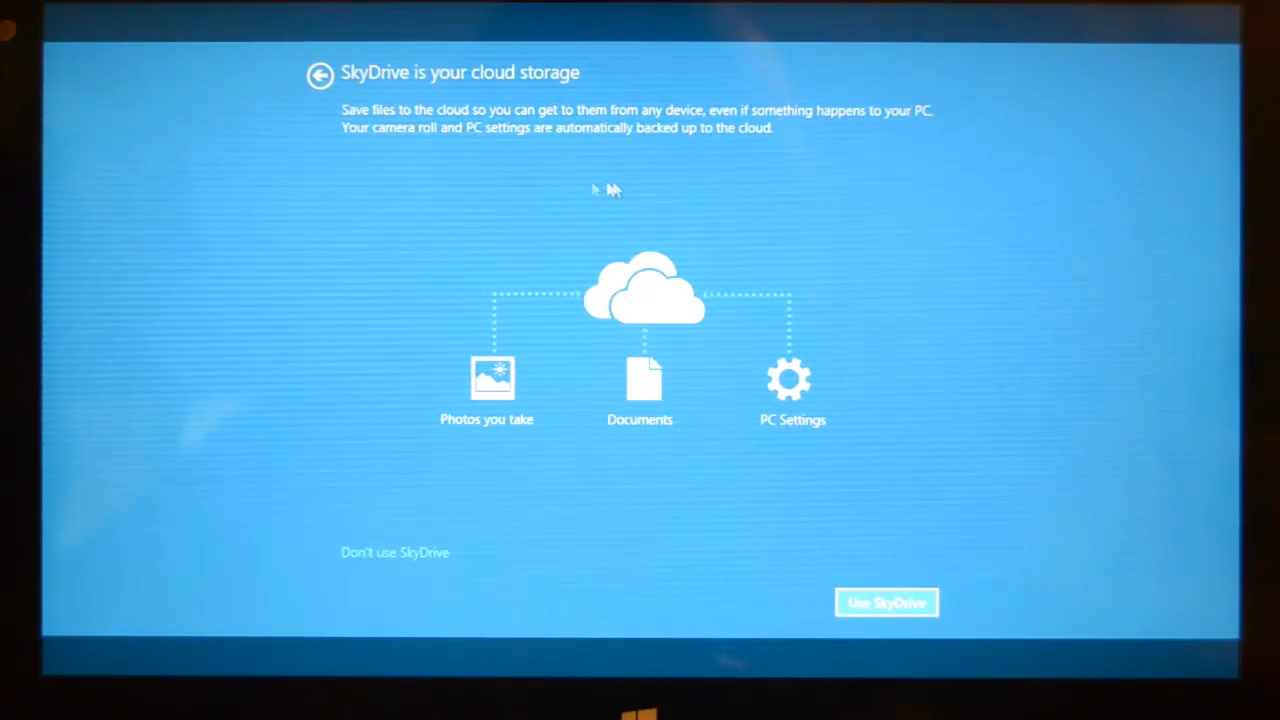 SkyDrive is your cloud storage
Save files to the cloud so you can get to them from any device, even if something happens to your PC.
Your camera roll and PC settings are automatically backed up to the cloud.
Photos you take
Documents
PC Settings
Don't use SkyDrive
Use SkyDrive